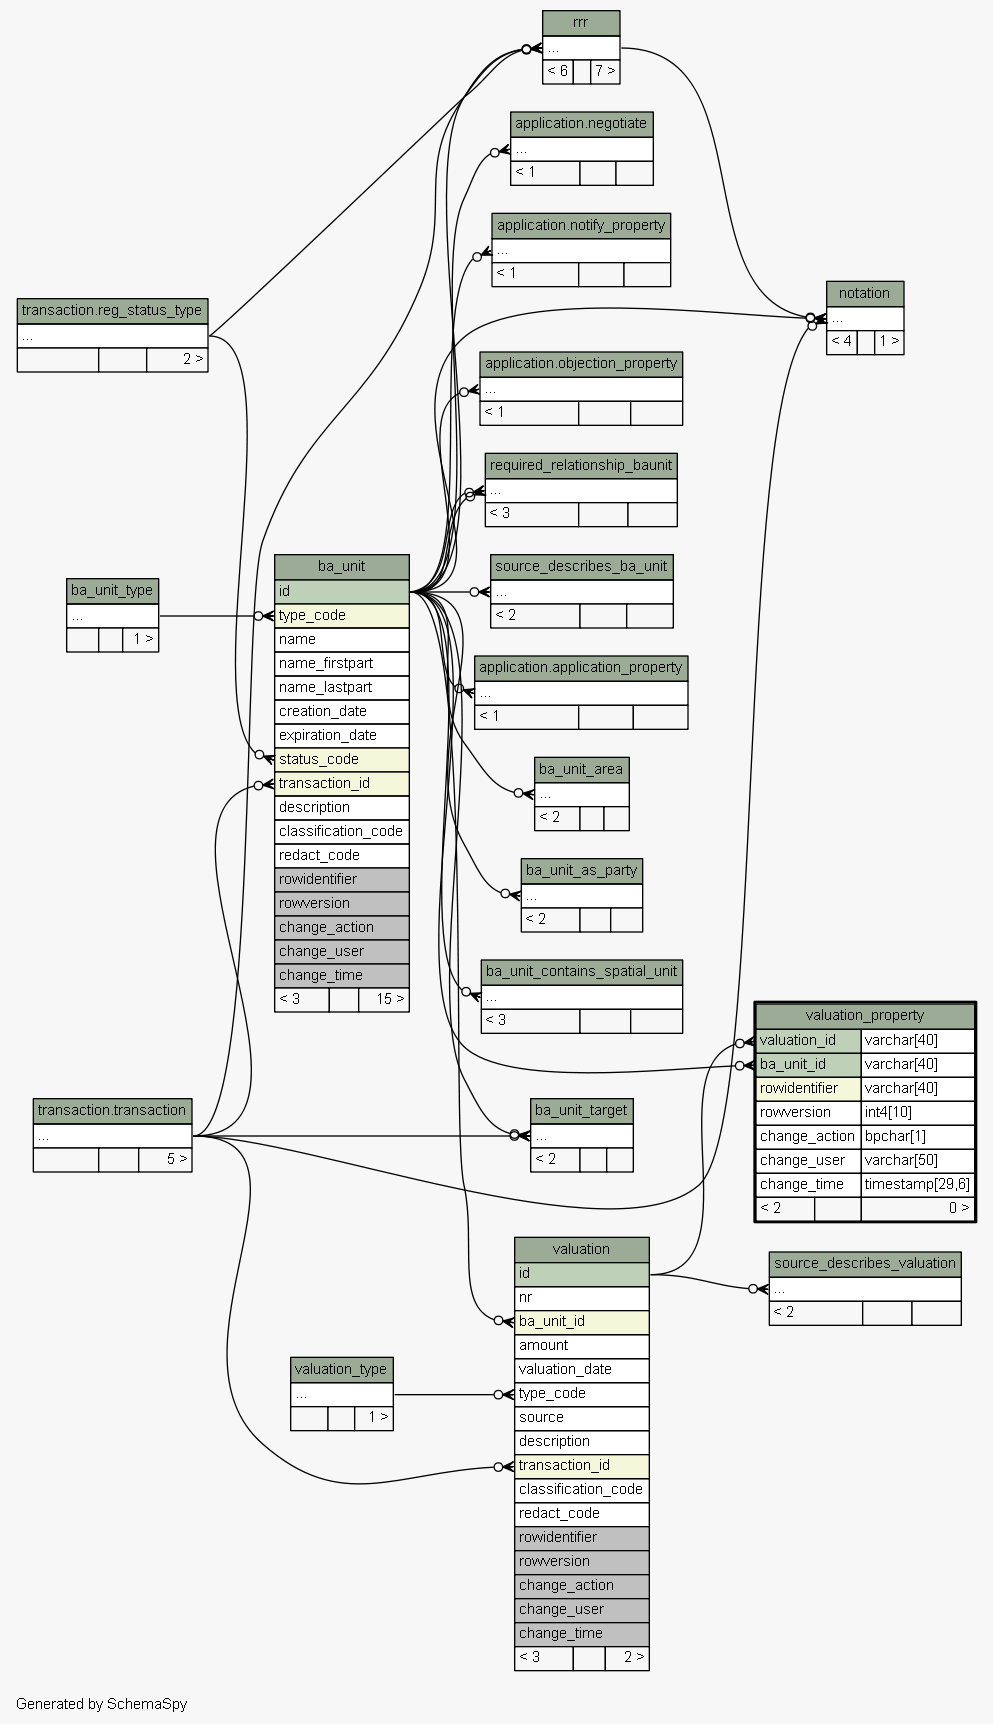 rrr
...
< 6 7 >
application.negotiate
...
< 1
application.notify_property
...
< 1
notation
...
< 4 1 >
transaction.reg_status_type
...
2 >
application.objection_property
...
< 1
required_relationship_baunit
...
< 3
ba_unit
id
type_code
name
name_firstpart
name_lastpart
creation_date
expiration_date
status_code
transaction_id
description
classification_code
redact_code
rowidentifier
rowversion
change_action
change_user
change_time
< 3 15 >
source_describes_ba_unit
...
< 2
ba_unit_type
...
1 >
application.application_property
...
< 1
ba_unit_area
...
< 2
ba_unit_as_party
...
< 2
ba_unit_contains_spatial_unit
...
< 3
valuation_property
valuation_id varchar[40]
ba_unit_id varchar[40]
rowidentifier varchar[40]
rowversion int4[10]
change_action bpchar[1]
change_user varchar[50]
change_time timestamp[29,6]
< 2 0 >
transaction.transaction
...
5 >
ba_unit_target
...
< 2
valuation
id
nr
ba_unit_id
amount
valuation_date
type_code
source
description
transaction_id
classification_code
redact_code
rowidentifier
rowversion
change_action
change_user
change_time
< 3 2 >
source_describes_valuation
...
< 2
valuation_type
...
1 >
Generated by SchemaSpy